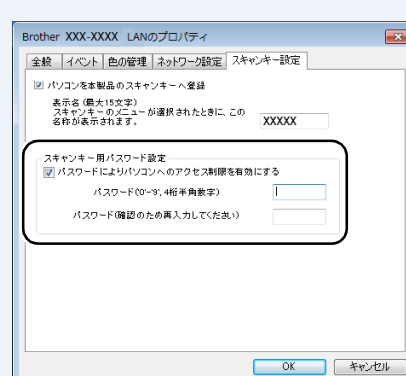 Brother XXX-XXXX LANのプロパティ
全般 イベント 色の管理 ネットワーク設定 スキャンキー設定
パソコンを本製品のスキャンキーへ登録
表示名 (最大15文字)
スキャンキーのメニューが選択されたときに、この
名称が表示されます。
XXXXX
スキャンキー用パスワード設定
パスワードによりパソコンへのアクセス制限を有効にする
パスワード('0'-'9', 4桁半角数字)
パスワード(確認のため再入力してください)
OK キャンセル